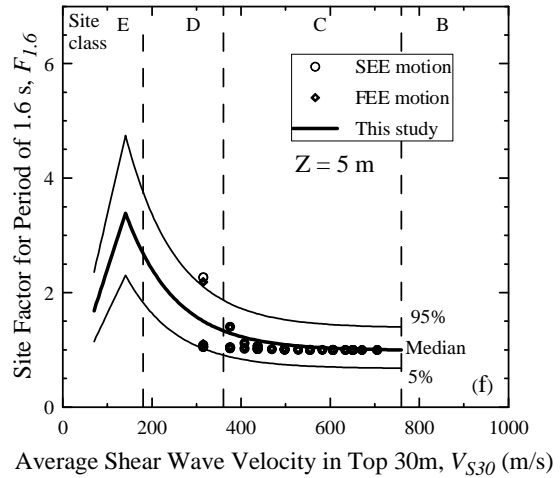 Site class
E
D
C
B
SEE motion
FEE motion
This study
Z = 5 m
95%
Median
5%
(f)
6
4
2
0
0
200
400
600
800
1000
Site Factor for Period of 1.6 s, F1.6
Average Shear Wave Velocity in Top 30m, VS30 (m/s)